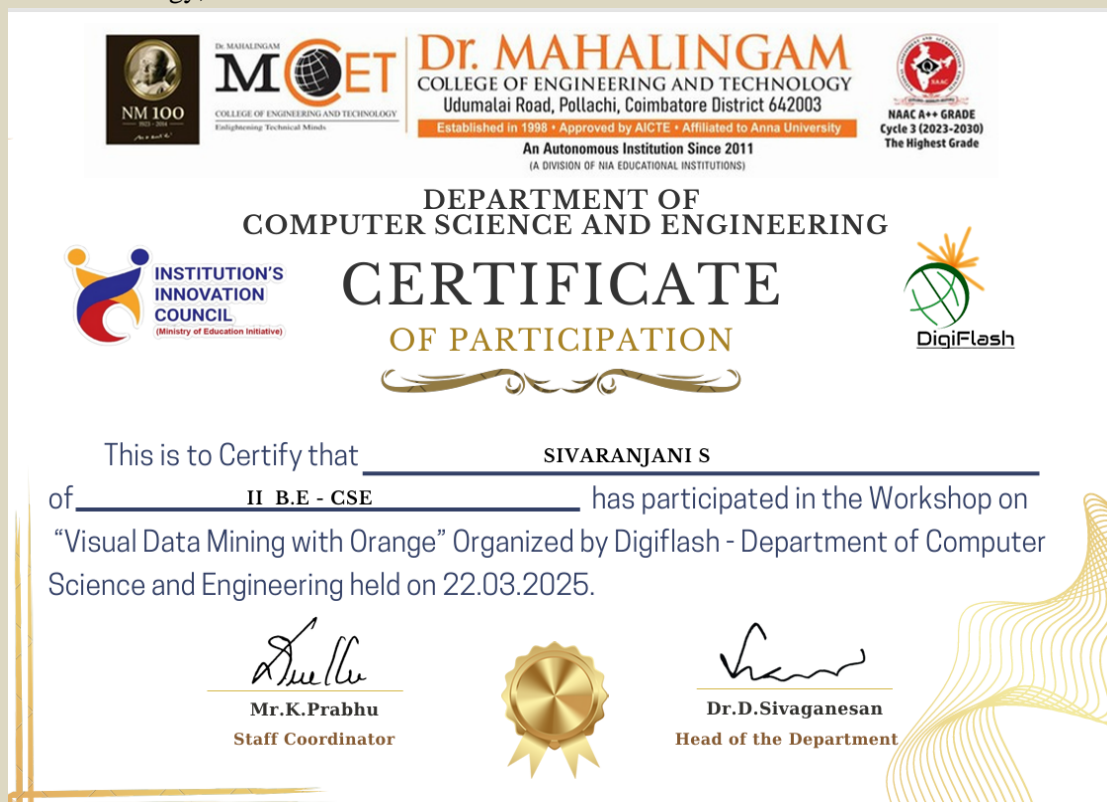 NM 100
1923 - 2014
Dr. MAHALINGAM
MCET
COLLEGE OF ENGINEERING AND TECHNOLOGY
Enlightening Technical Minds
Dr. MAHALINGAM
COLLEGE OF ENGINEERING AND TECHNOLOGY
Udumalai Road, Pollachi, Coimbatore District 642003
Established in 1998 • Approved by AICTE • Affiliated to Anna University
An Autonomous Institution Since 2011
(A DIVISION OF NIA EDUCATIONAL INSTITUTIONS)
NAAC
NAAC A++ GRADE
Cycle 3 (2023-2030)
The Highest Grade
DEPARTMENT OF
COMPUTER SCIENCE AND ENGINEERING
INSTITUTION'S
INNOVATION
COUNCIL
(Ministry of Education Initiative)
CERTIFICATE
OF PARTICIPATION
DigiFlash
This is to Certify that SIVARANJANI S
of II B.E - CSE has participated in the Workshop on
“Visual Data Mining with Orange” Organized by Digiflash - Department of Computer
Science and Engineering held on 22.03.2025.
Mr.K.Prabhu
Staff Coordinator
Dr.D.Sivaganesan
Head of the Department